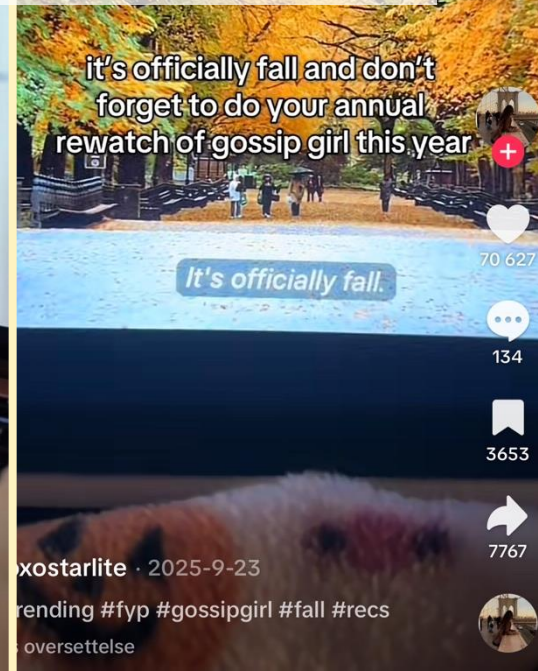 it's officially fall and don't
forget to do your annual
rewatch of gossip girl this year
It's officially fall.
70 627
134
3653
7767
xostarlite · 2025-9-23
rending #fyp #gossipgirl #fall #recs
oversettelse